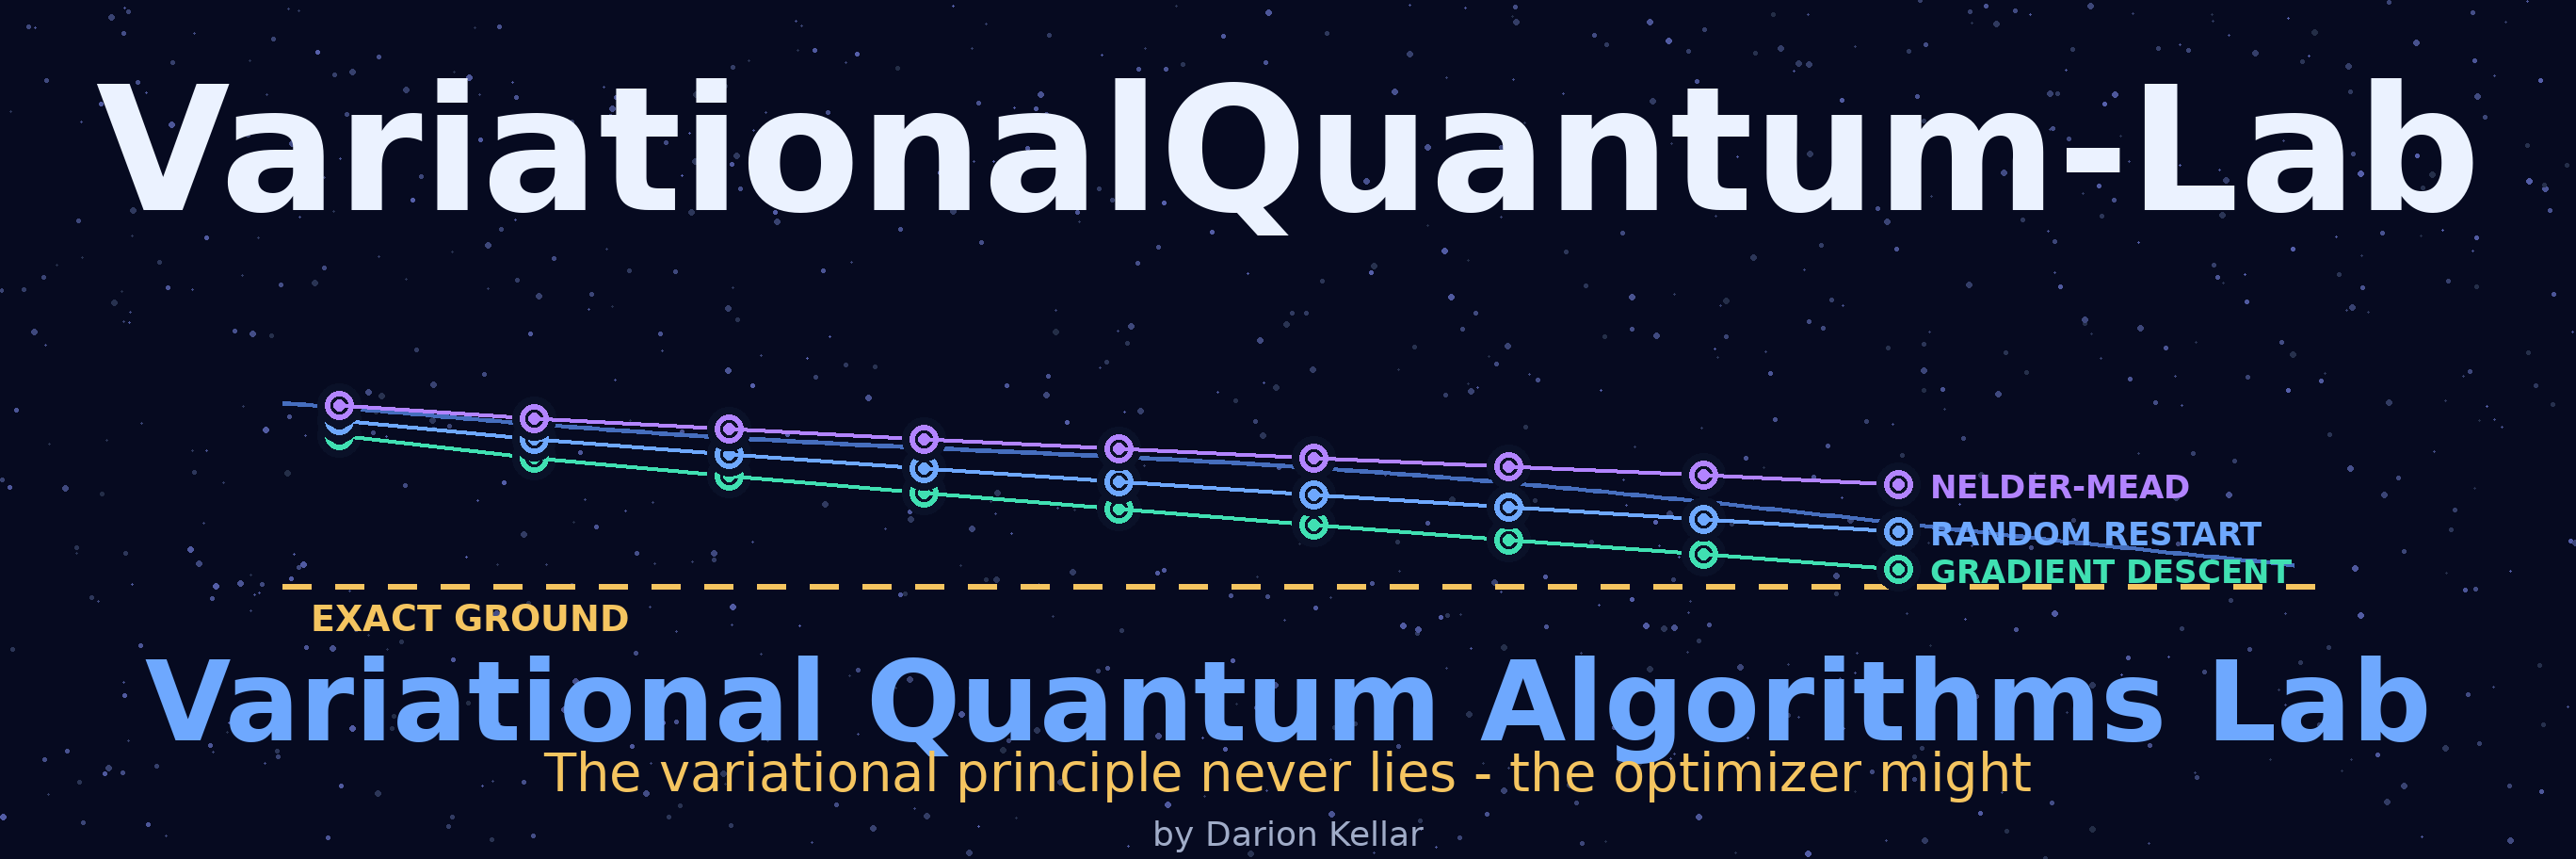 VariationalQuantum-Lab
NELDER-MEAD
RANDOM RESTART
GRADIENT DESCENT
EXACT GROUND
Variational Quantum Algorithms Lab
The variational principle never lies - the optimizer might
by Darion Kellar